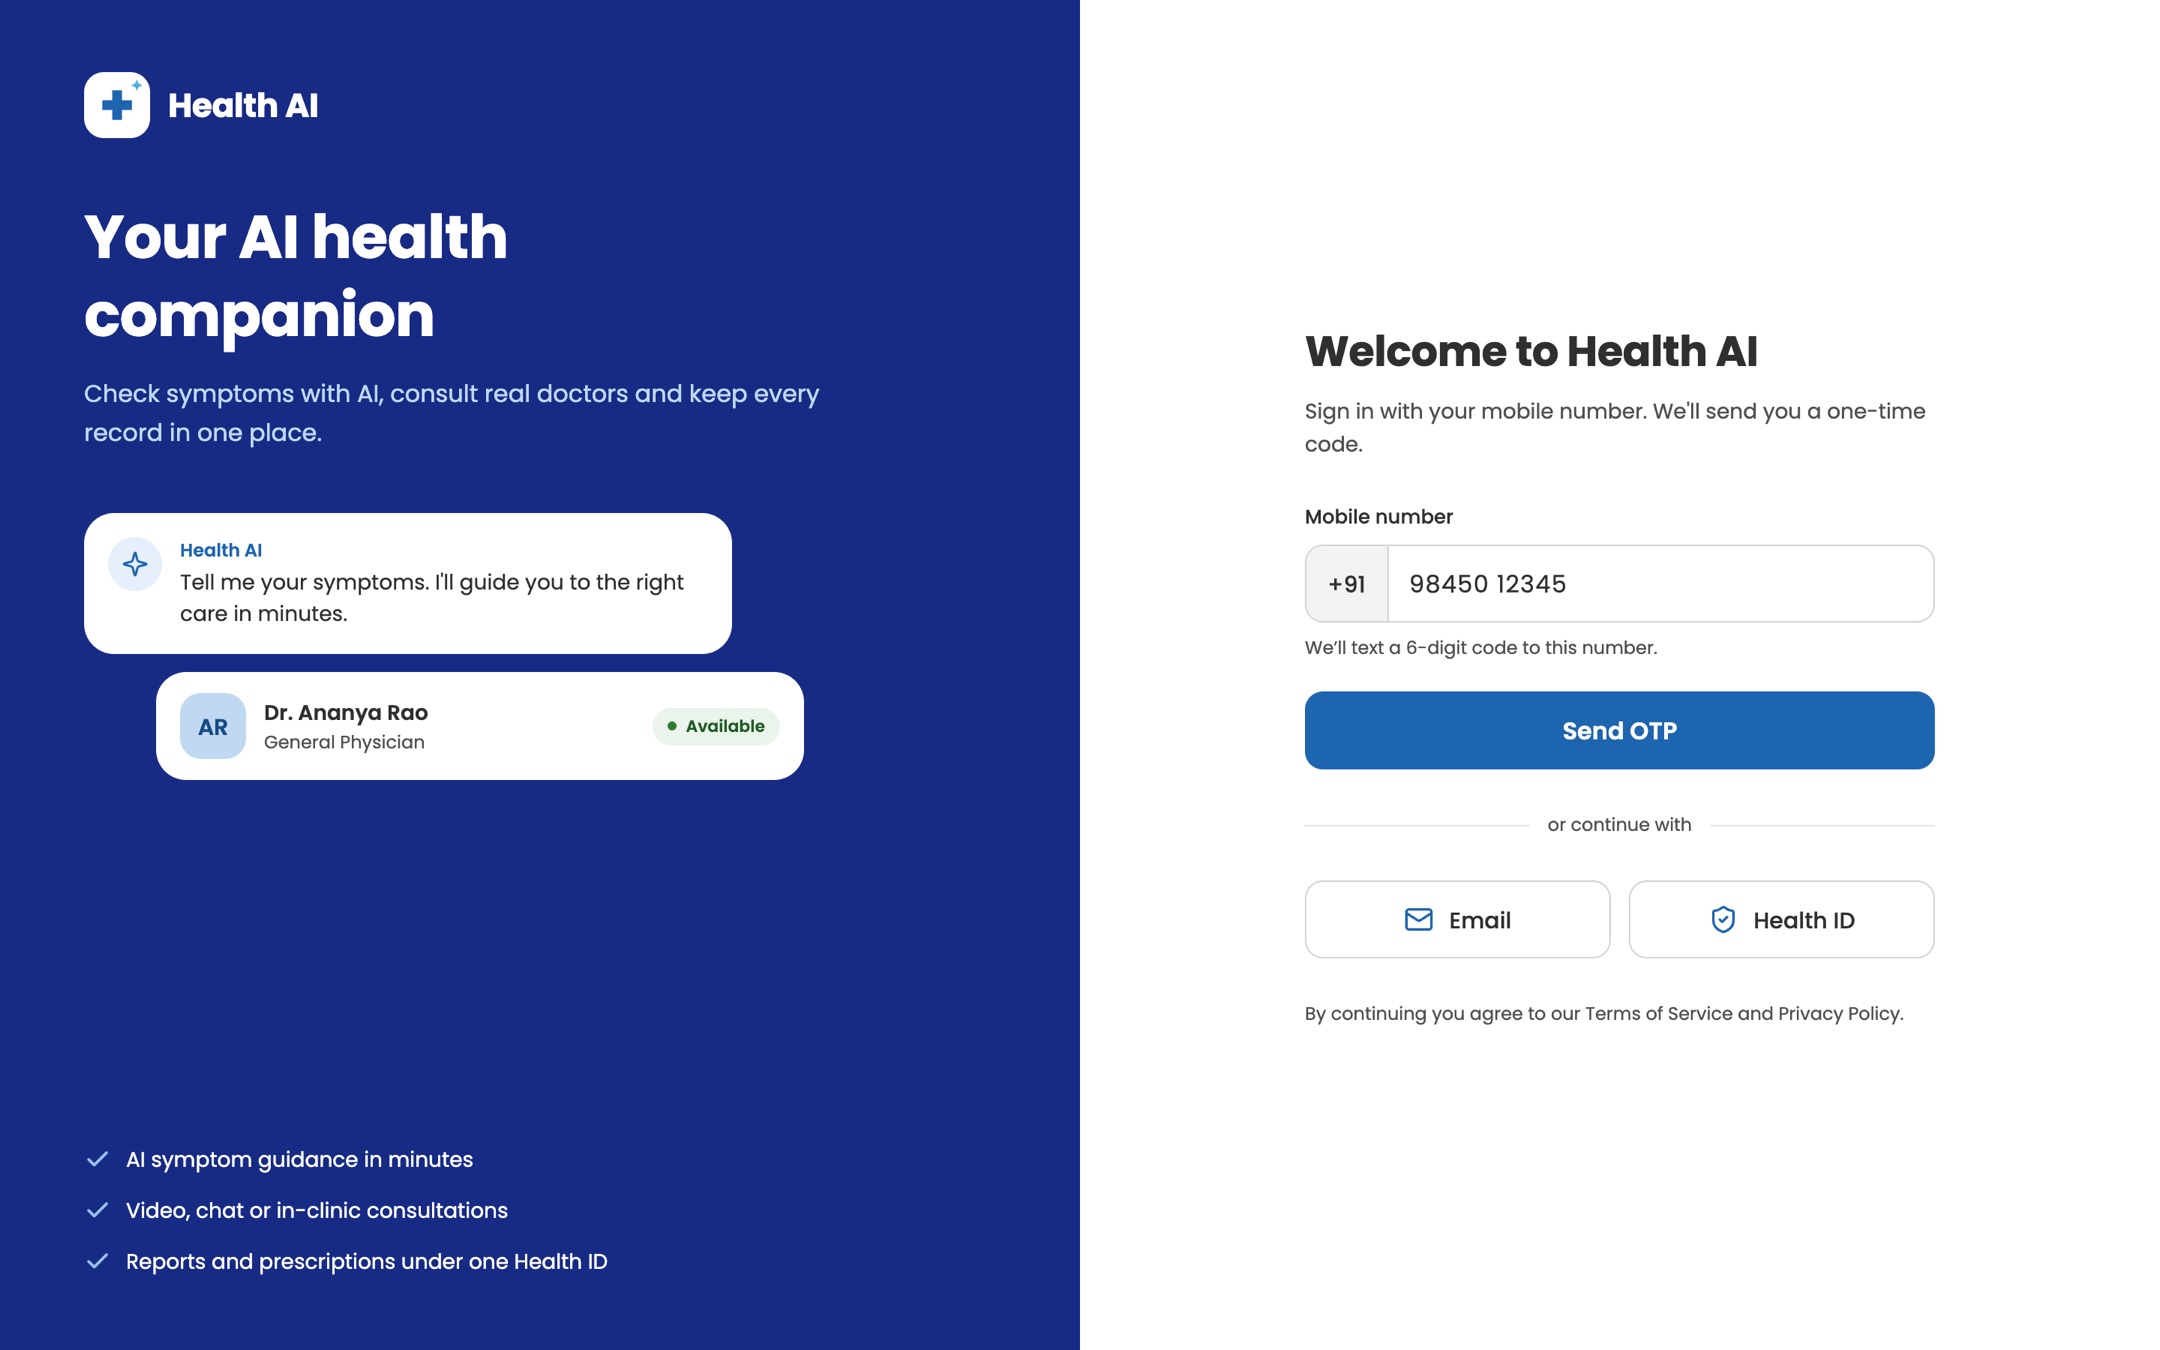 Health AI
Your AI health
companion
Check symptoms with AI, consult real doctors and keep every
record in one place.
Health AI
Tell me your symptoms. I'll guide you to the right
care in minutes.
AR
Dr. Ananya Rao
General Physician
Available
AI symptom guidance in minutes
Video, chat or in-clinic consultations
Reports and prescriptions under one Health ID
Welcome to Health AI
Sign in with your mobile number. We'll send you a one-time
code.
Mobile number
+91 98450 12345
We’ll text a 6-digit code to this number.
Send OTP
or continue with
Email
Health ID
By continuing you agree to our Terms of Service and Privacy Policy.